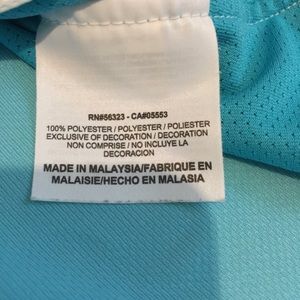 RN#56323 - CA#05553
100% POLYESTER / POLYESTER / POLIESTER
EXCLUSIVE OF DECORATION / DECORATION
NON COMPRISE / NO INCLUYE LA
DECORACION
MADE IN MALAYSIA/FABRIQUE EN
MALAISIE/HECHO EN MALASIA